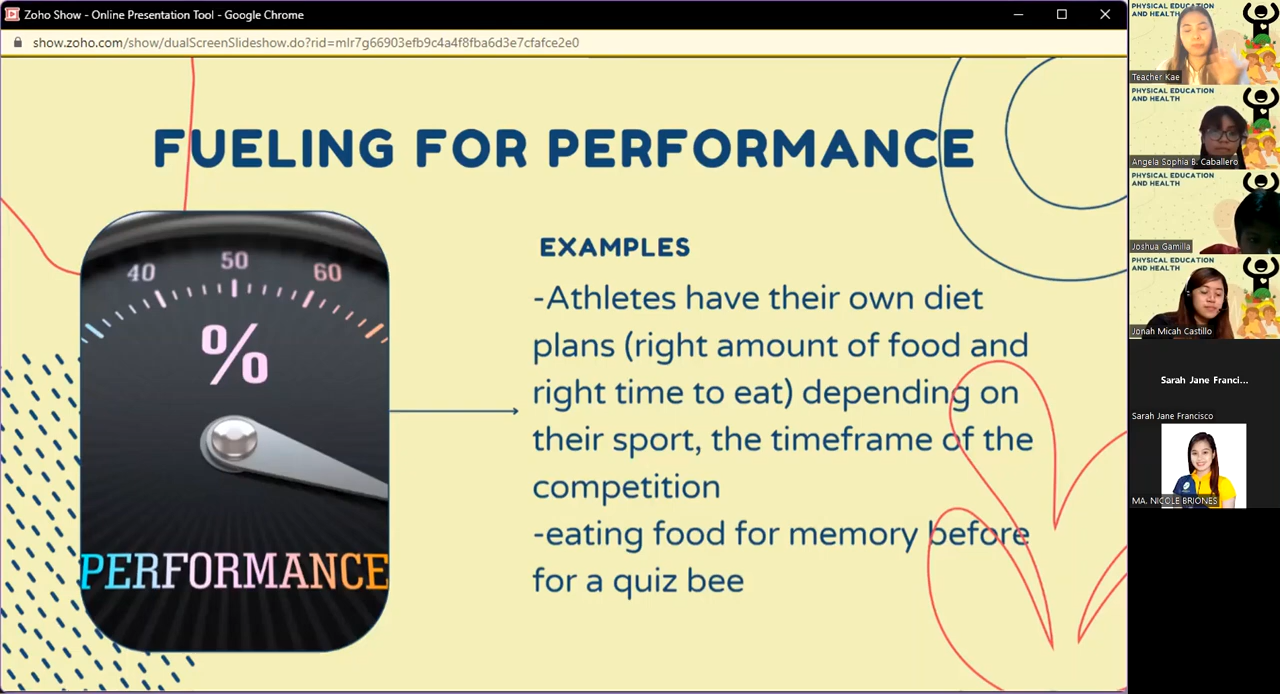 Zoho Show - Online Presentation Tool - Google Chrome
show.zoho.com/show/dualScreenSlideshow.do?rid=mlr7g66903efb9c4a4f8fba6d3e7cfafce2e0
FUELING FOR PERFORMANCE
40 50 60
%
PERFORMANCE
EXAMPLES
-Athletes have their own diet
plans (right amount of food and
right time to eat) depending on
their sport, the timeframe of the
competition
-eating food for memory before
for a quiz bee
PHYSICAL EDUCATION
AND HEALTH
Teacher Kae
PHYSICAL EDUCATION
AND HEALTH
Angela Sophia B. Caballero
PHYSICAL EDUCATION
AND HEALTH
Joshua Gamilla
PHYSICAL EDUCATION
AND HEALTH
Jonah Micah Castillo
Sarah Jane Franci...
Sarah Jane Francisco
MA. NICOLE BRIONES